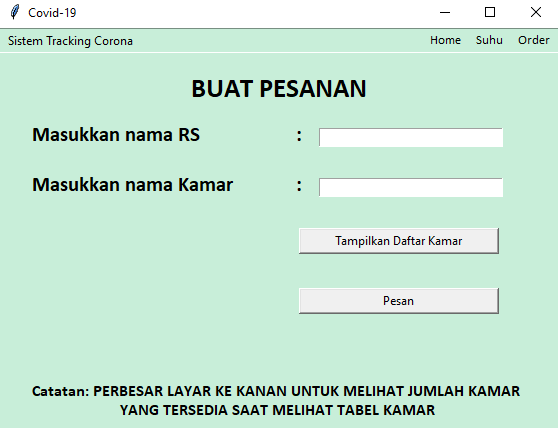 Covid-19
Sistem Tracking Corona Home Suhu Order
BUAT PESANAN
Masukkan nama RS :
Masukkan nama Kamar :
Tampilkan Daftar Kamar
Pesan
Catatan: PERBESAR LAYAR KE KANAN UNTUK MELIHAT JUMLAH KAMAR
YANG TERSEDIA SAAT MELIHAT TABEL KAMAR